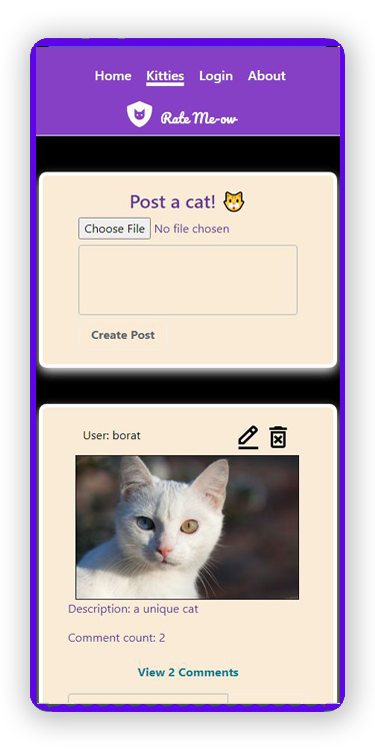 Home Kitties Login About
Rate Me-ow
Post a cat! 🐱
Choose File No file chosen
Create Post
User: borat
Description: a unique cat
Comment count: 2
View 2 Comments